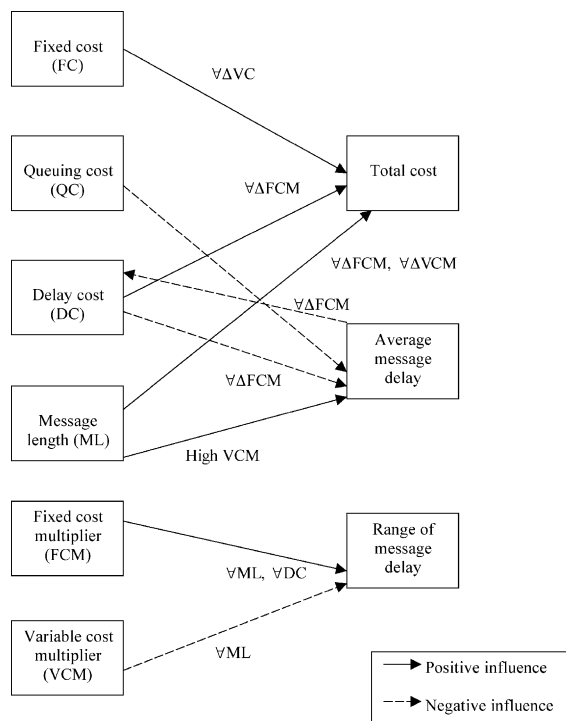 Fixed cost
(FC)
∀ΔVC
Queuing cost
(QC)
Total cost
∀ΔFCM
∀ΔFCM, ∀ΔVCM
Delay cost
(DC)
∀ΔFCM
Average
message
delay
∀ΔFCM
Message
length (ML)
High VCM
Fixed cost
multiplier
(FCM)
Range of
message
delay
∀ML, ∀DC
Variable cost
multiplier
(VCM)
∀ML
Positive influence
Negative influence